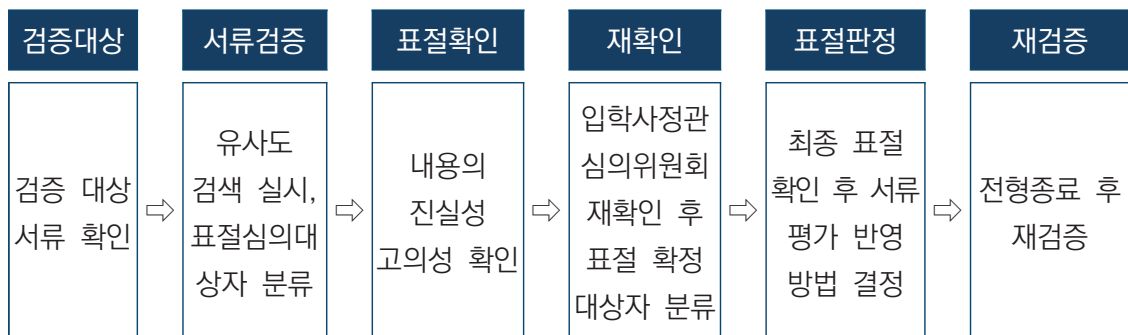 검증대상
검증 대상
서류 확인
⇨
서류검증
유사도
검색 실시,
표절심의대
상자 분류
⇨
표절확인
내용의
진실성
고의성 확인
⇨
재확인
입학사정관
심의위원회
재확인 후
표절 확정
대상자 분류
⇨
표절판정
최종 표절
확인 후 서류
평가 반영
방법 결정
⇨
재검증
전형종료 후
재검증